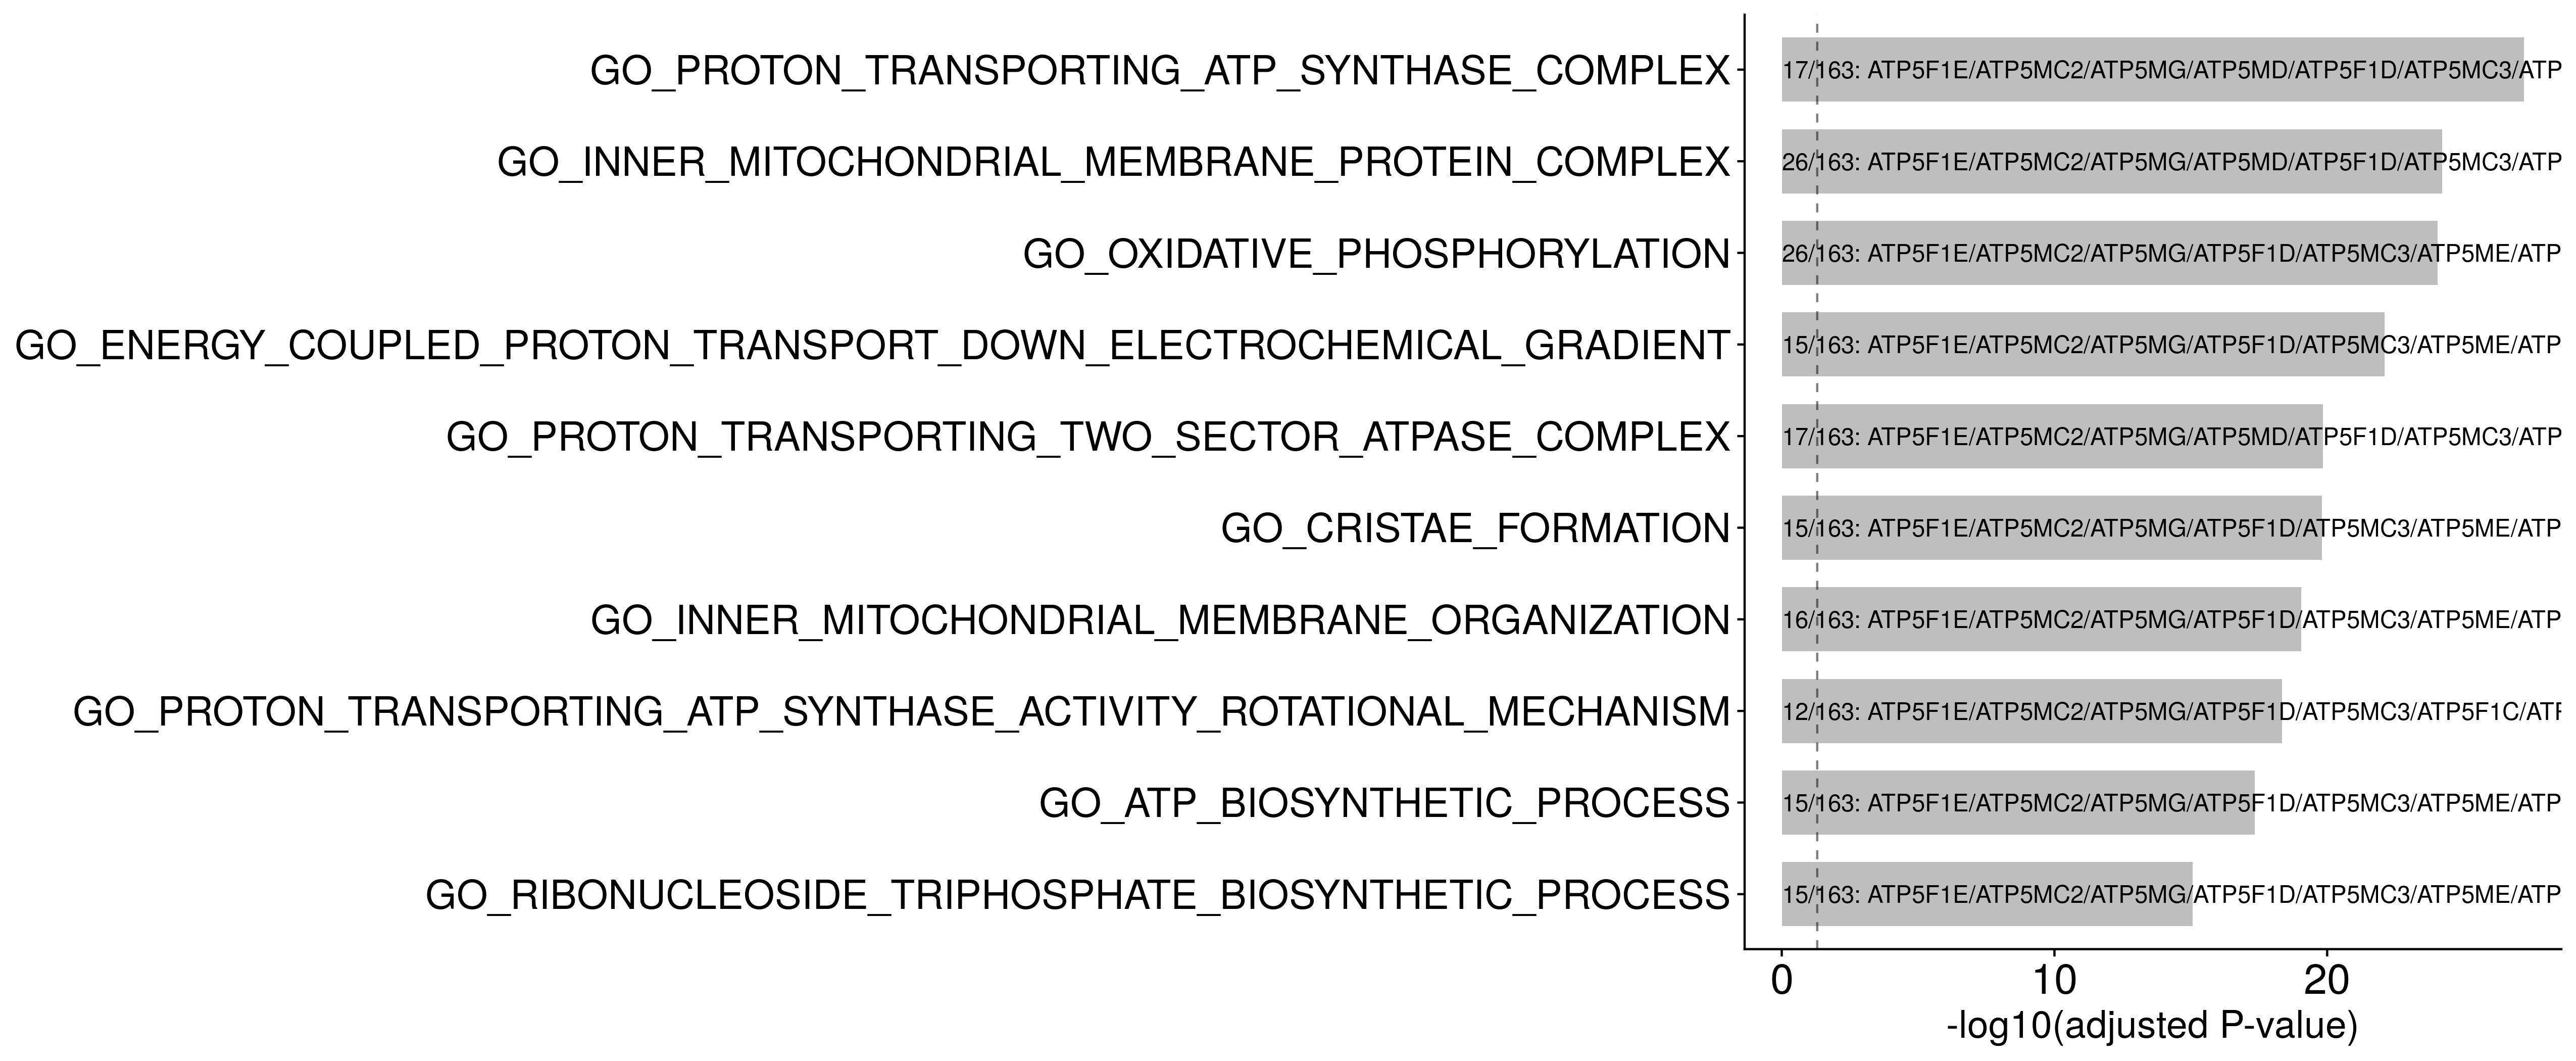 GO_PROTON_TRANSPORTING_ATP_SYNTHASE_COMPLEX 17/163: ATP5F1E/ATP5MC2/ATP5MG/ATP5MD/ATP5F1D/ATP5MC3/ATP
GO_INNER_MITOCHONDRIAL_MEMBRANE_PROTEIN_COMPLEX 26/163: ATP5F1E/ATP5MC2/ATP5MG/ATP5MD/ATP5F1D/ATP5MC3/ATP
GO_OXIDATIVE_PHOSPHORYLATION 26/163: ATP5F1E/ATP5MC2/ATP5MG/ATP5F1D/ATP5MC3/ATP5ME/ATP
GO_ENERGY_COUPLED_PROTON_TRANSPORT_DOWN_ELECTROCHEMICAL_GRADIENT 15/163: ATP5F1E/ATP5MC2/ATP5MG/ATP5F1D/ATP5MC3/ATP5ME/ATP
GO_PROTON_TRANSPORTING_TWO_SECTOR_ATPASE_COMPLEX 17/163: ATP5F1E/ATP5MC2/ATP5MG/ATP5MD/ATP5F1D/ATP5MC3/ATP
GO_CRISTAE_FORMATION 15/163: ATP5F1E/ATP5MC2/ATP5MG/ATP5F1D/ATP5MC3/ATP5ME/ATP
GO_INNER_MITOCHONDRIAL_MEMBRANE_ORGANIZATION 16/163: ATP5F1E/ATP5MC2/ATP5MG/ATP5F1D/ATP5MC3/ATP5ME/ATP
GO_PROTON_TRANSPORTING_ATP_SYNTHASE_ACTIVITY_ROTATIONAL_MECHANISM 12/163: ATP5F1E/ATP5MC2/ATP5MG/ATP5F1D/ATP5MC3/ATP5F1C/ATP
GO_ATP_BIOSYNTHETIC_PROCESS 15/163: ATP5F1E/ATP5MC2/ATP5MG/ATP5F1D/ATP5MC3/ATP5ME/ATP
GO_RIBONUCLEOSIDE_TRIPHOSPHATE_BIOSYNTHETIC_PROCESS 15/163: ATP5F1E/ATP5MC2/ATP5MG/ATP5F1D/ATP5MC3/ATP5ME/ATP
0 10 20
-log10(adjusted P-value)